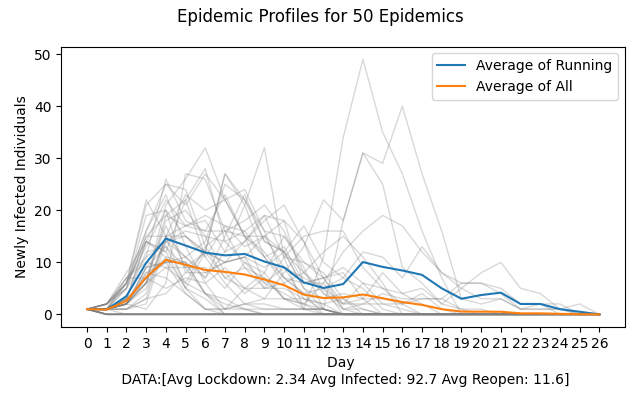 Epidemic Profiles for 50 Epidemics
50
40
30
20
10
0
Newly Infected Individuals
Average of Running
Average of All
0 1 2 3 4 5 6 7 8 9 10 11 12 13 14 15 16 17 18 19 20 21 22 23 24 25 26
Day
DATA:[Avg Lockdown: 2.34 Avg Infected: 92.7 Avg Reopen: 11.6]